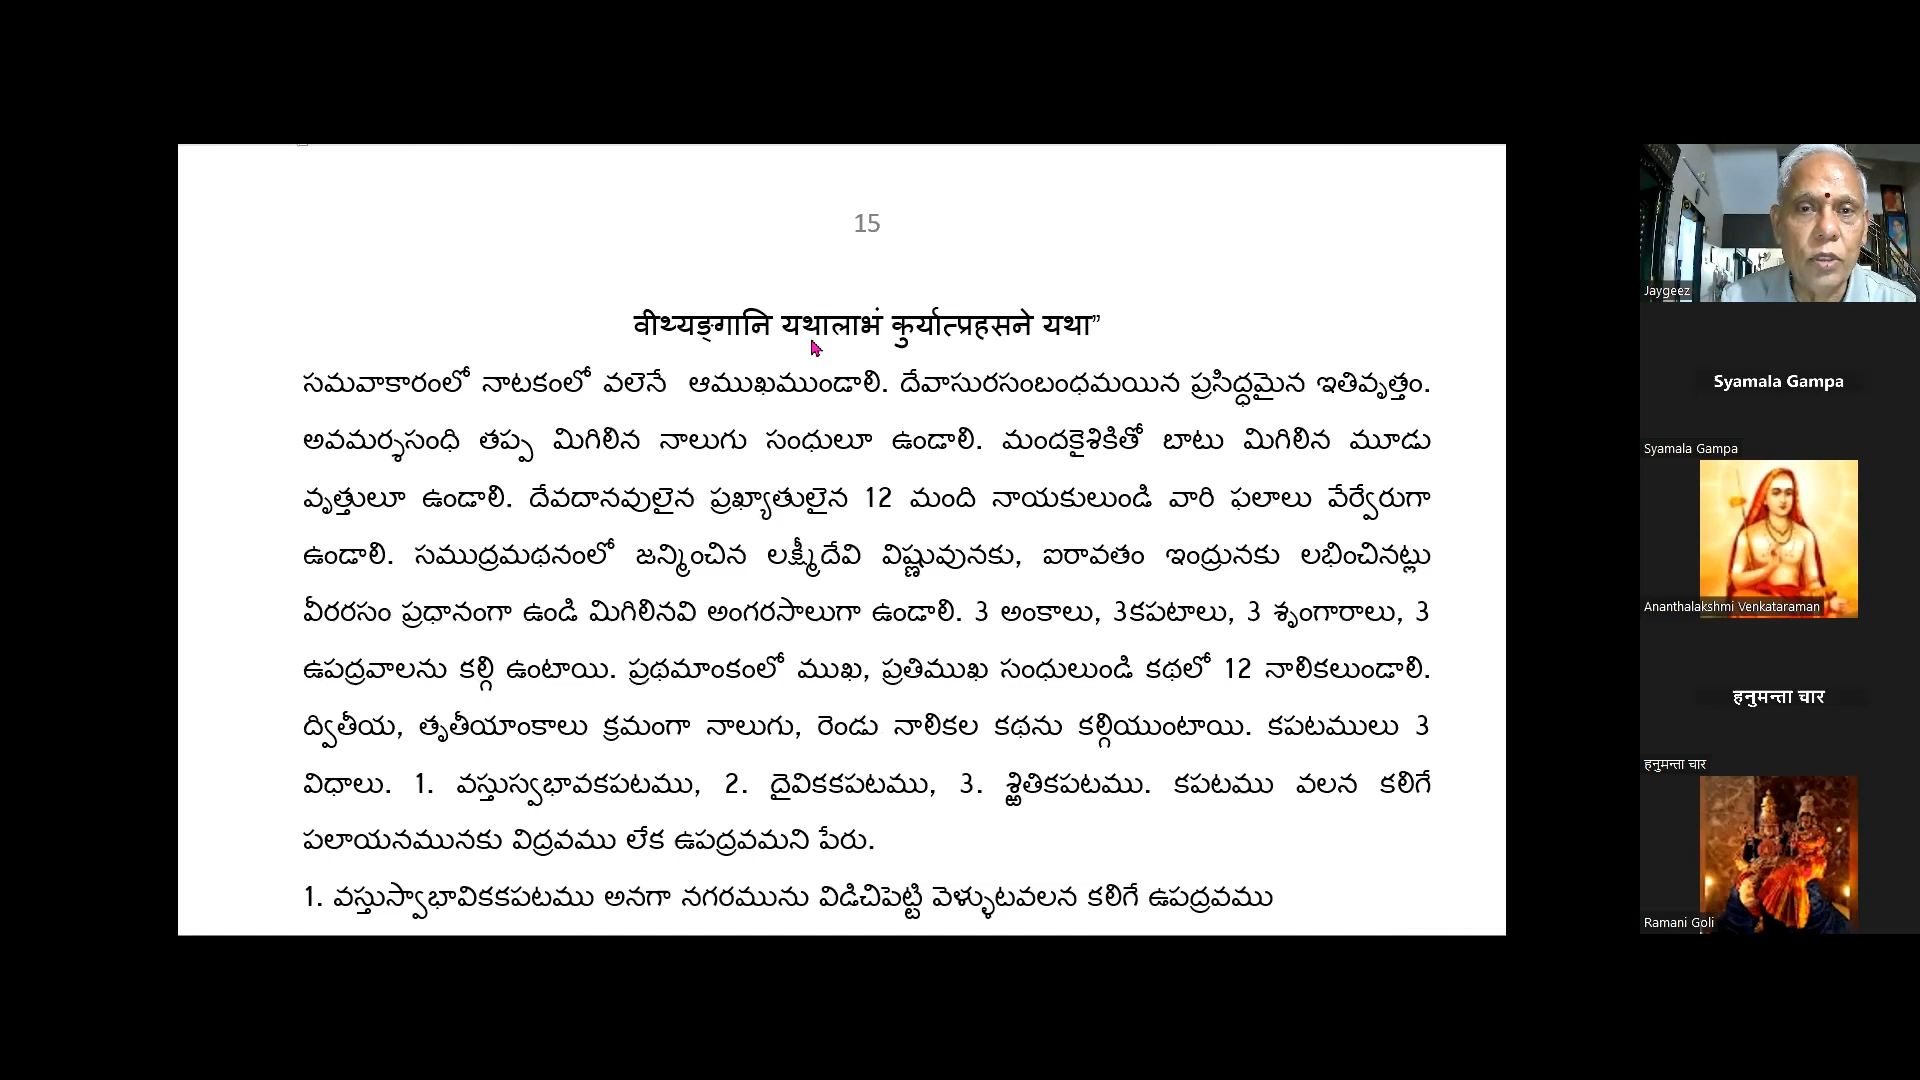 15
वीथ्यङ्गानि यथालाभं कुर्यात्प्रहसने यथा”
సమవాకారంలో నాటకంలో వలెనే ఆముఖముండాలి. దేవాసురసంబంధమయిన ప్రసిద్ధమైన ఇతివృత్తం.
అవమర్శసంధి తప్ప మిగిలిన నాలుగు సంధులూ ఉండాలి. మందకైశికితో బాటు మిగిలిన మూడు
వృత్తులూ ఉండాలి. దేవదానవులైన ప్రఖ్యాతులైన 12 మంది నాయకులుండి వారి ఫలాలు వేర్వేరుగా
ఉండాలి. సముద్రమథనంలో జన్మించిన లక్ష్మీదేవి విష్ణువునకు, ఐరావతం ఇంద్రునకు లభించినట్లు
వీరరసం ప్రధానంగా ఉండి మిగిలినవి అంగరసాలుగా ఉండాలి. 3 అంకాలు, 3కపటాలు, 3 శృంగారాలు, 3
ఉపద్రవాలను కల్గి ఉంటాయి. ప్రథమాంకంలో ముఖ, ప్రతిముఖ సంధులుండి కథలో 12 నాలికలుండాలి.
ద్వితీయ, తృతీయాంకాలు క్రమంగా నాలుగు, రెండు నాలికల కథను కల్గియుంటాయి. కపటములు 3
విధాలు. 1. వస్తుస్వభావకపటము, 2. దైవికకపటము, 3. కపటము వలన కలిగే
పలాయనమునకు విద్రవము లేక ఉపద్రవమని పేరు.
1. వస్తుస్వాభావికకపటము అనగా నగరమును విడిచిపెట్టి వెళ్ళుటవలన కలిగే ఉపద్రవము
Jaygeez
Syamala Gampa
Syamala Gampa
Ananthalakshmi Venkataraman
हनुमन्ता चार
हनुमन्ता चार
Ramani Goli